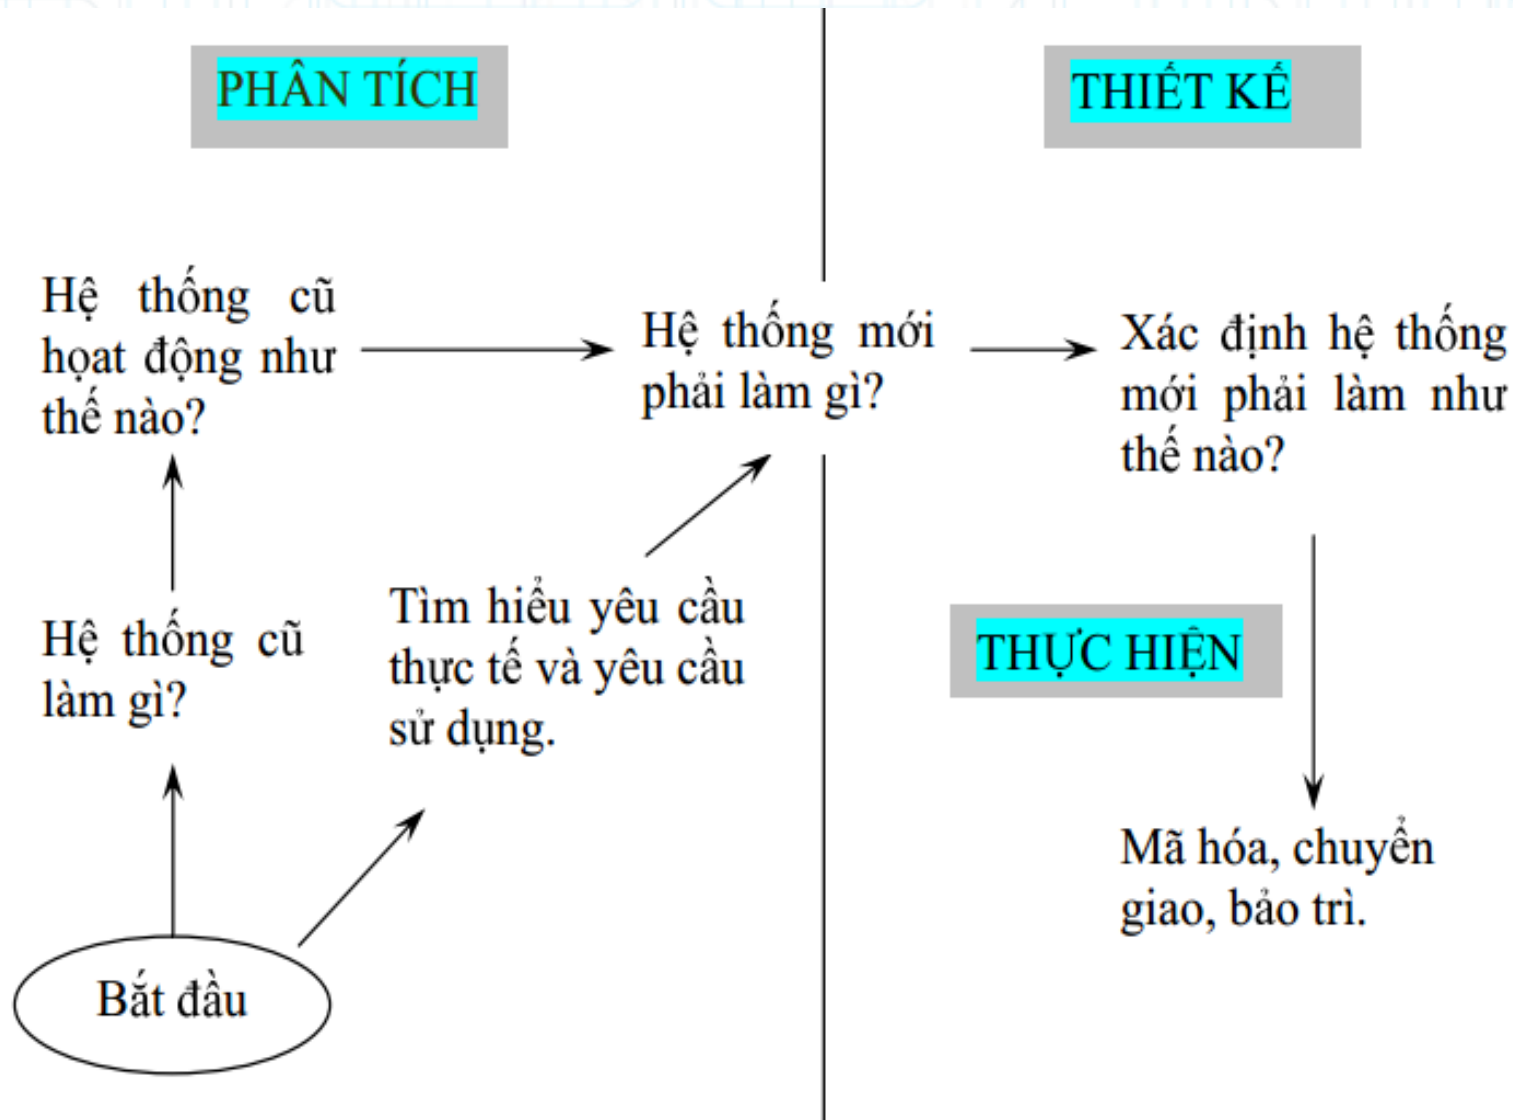 PHÂN TÍCH
THIẾT KẾ
Hệ thống cũ
họat động như
thế nào?
Hệ thống mới
phải làm gì?
Xác định hệ thống
mới phải làm như
thế nào?
Hệ thống cũ
làm gì?
Tìm hiểu yêu cầu
thực tế và yêu cầu
sử dụng.
THỰC HIỆN
Mã hóa, chuyển
giao, bảo trì.
Bắt đầu